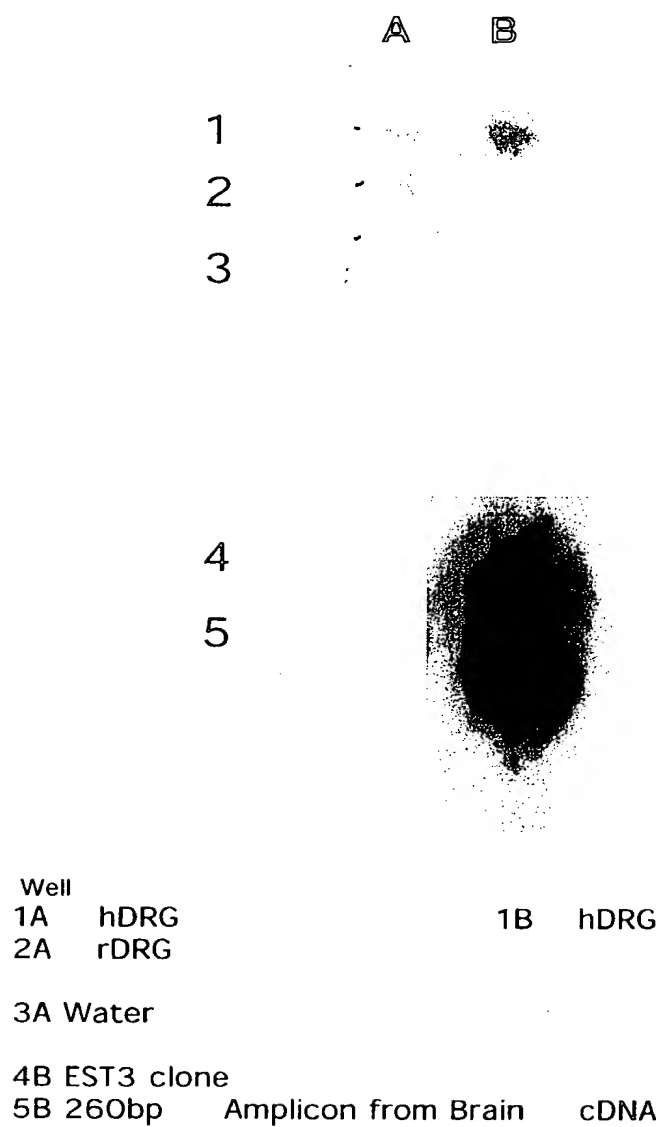 A B
1
2
3
4
5
Well
1A hDRG 1B hDRG
2A rDRG
3A Water
4B EST3 clone
5B 260bp Amplicon from Brain cDNA